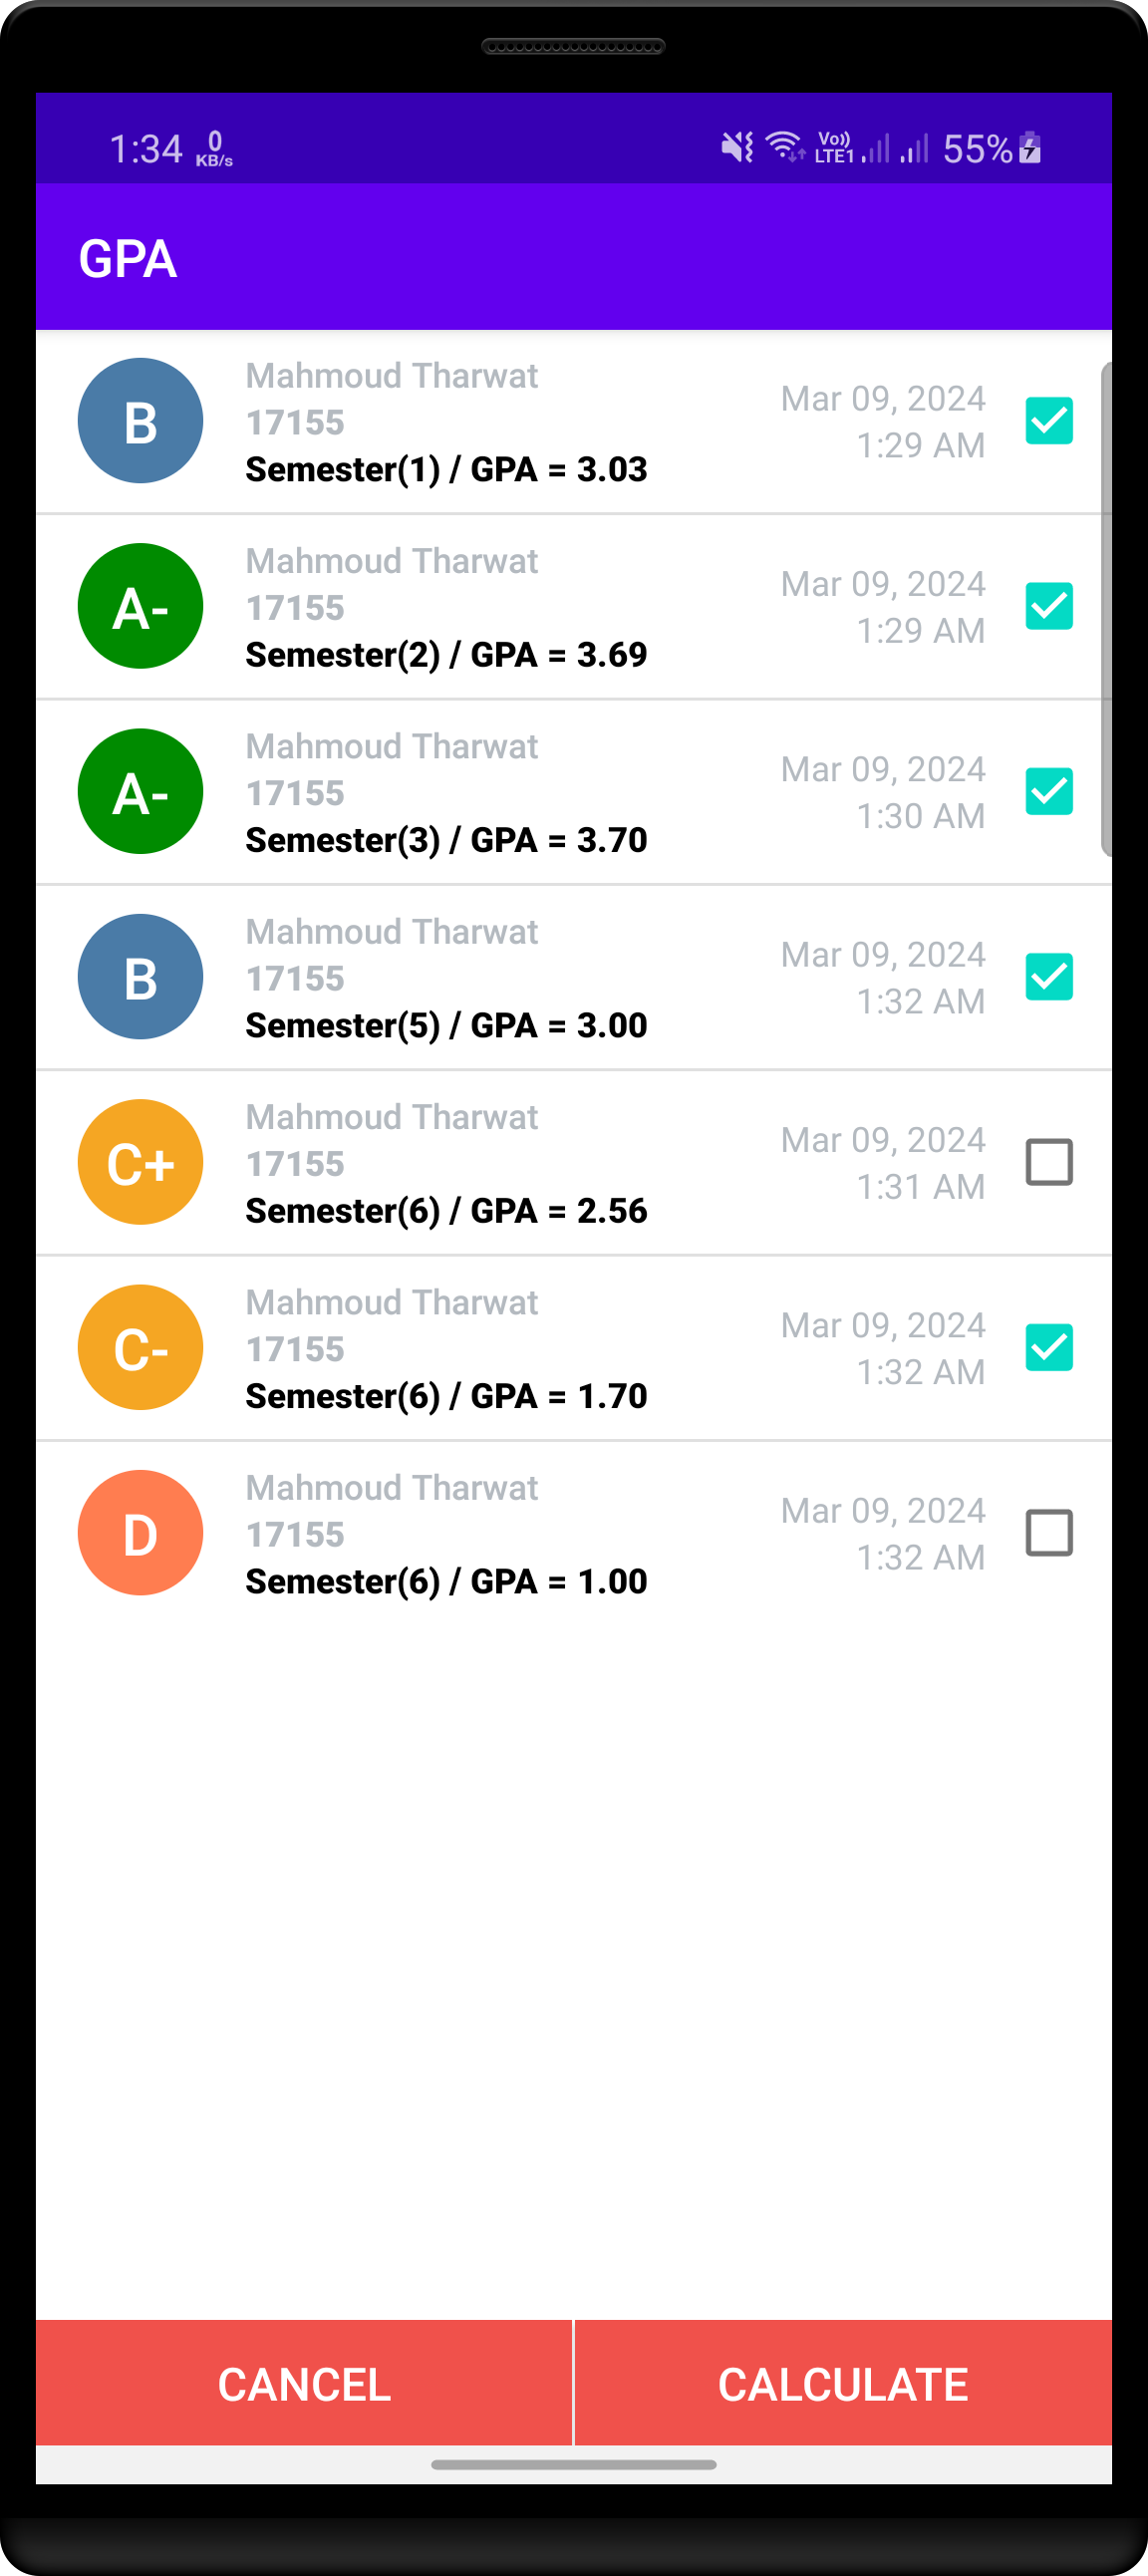 1:34 0 KB/s Vo)) LTE1 55%
GPA
B
Mahmoud Tharwat
17155
Semester(1) / GPA = 3.03
Mar 09, 2024
1:29 AM
A-
Mahmoud Tharwat
17155
Semester(2) / GPA = 3.69
Mar 09, 2024
1:29 AM
A-
Mahmoud Tharwat
17155
Semester(3) / GPA = 3.70
Mar 09, 2024
1:30 AM
B
Mahmoud Tharwat
17155
Semester(5) / GPA = 3.00
Mar 09, 2024
1:32 AM
C+
Mahmoud Tharwat
17155
Semester(6) / GPA = 2.56
Mar 09, 2024
1:31 AM
C-
Mahmoud Tharwat
17155
Semester(6) / GPA = 1.70
Mar 09, 2024
1:32 AM
D
Mahmoud Tharwat
17155
Semester(6) / GPA = 1.00
Mar 09, 2024
1:32 AM
CANCEL
CALCULATE